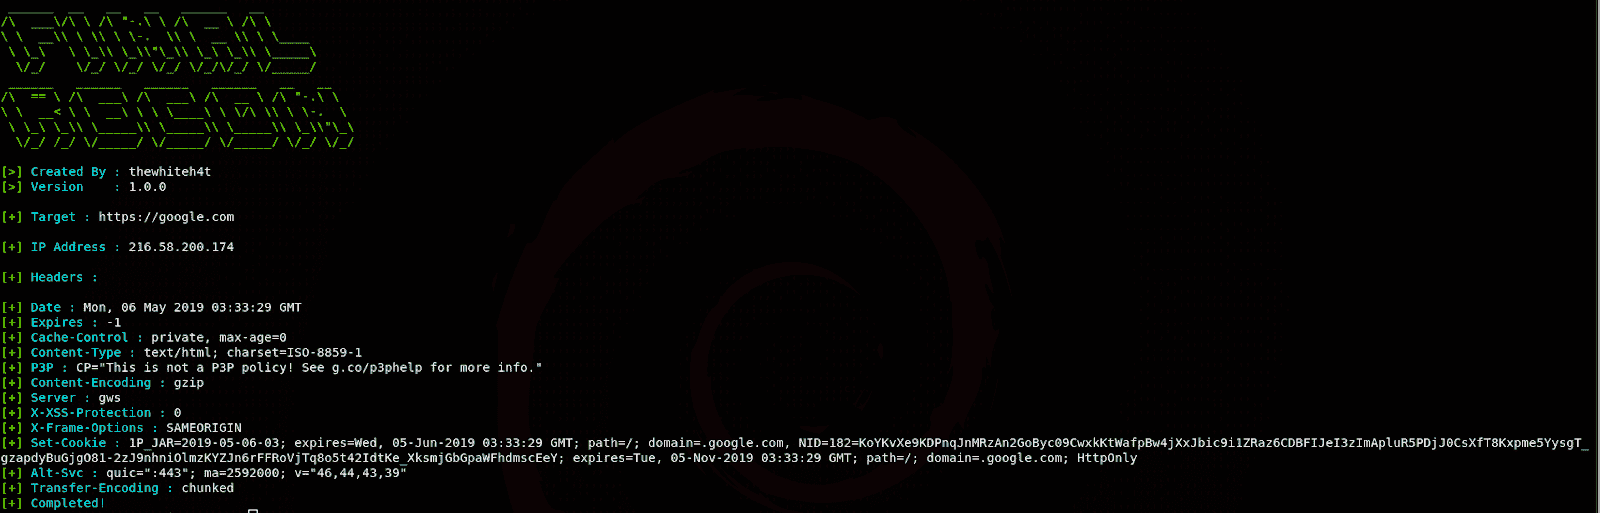 FINAL
RECON
[>] Created By : thewhiteh4t
[>] Version    : 1.0.0
[+] Target : https://google.com
[+] IP Address : 216.58.200.174
[+] Headers :
[+] Date : Mon, 06 May 2019 03:33:29 GMT
[+] Expires : -1
[+] Cache-Control : private, max-age=0
[+] Content-Type : text/html; charset=ISO-8859-1
[+] P3P : CP="This is not a P3P policy! See g.co/p3phelp for more info."
[+] Content-Encoding : gzip
[+] Server : gws
[+] X-XSS-Protection : 0
[+] X-Frame-Options : SAMEORIGIN
[+] Set-Cookie : 1P_JAR=2019-05-06-03; expires=Wed, 05-Jun-2019 03:33:29 GMT; path=/; domain=.google.com, NID=182=KoYKvXe9KDPnqJnMRzAn2GoByc09CwxkKtWafpBw4jXxJbic9i1ZRaz6CDBFIJeI3zImApluR5PDjJ0CsXfT8Kxpme5YysgT_
gzapdyBuGjgO81-2zJ9nhniOlmzKYZJn6rFFRoVjTq8o5t42IdtKe_XksmjGbGpaWFhdmscEeY; expires=Tue, 05-Nov-2019 03:33:29 GMT; path=/; domain=.google.com; HttpOnly
[+] Alt-Svc : quic=":443"; ma=2592000; v="46,44,43,39"
[+] Transfer-Encoding : chunked
[+] Completed!